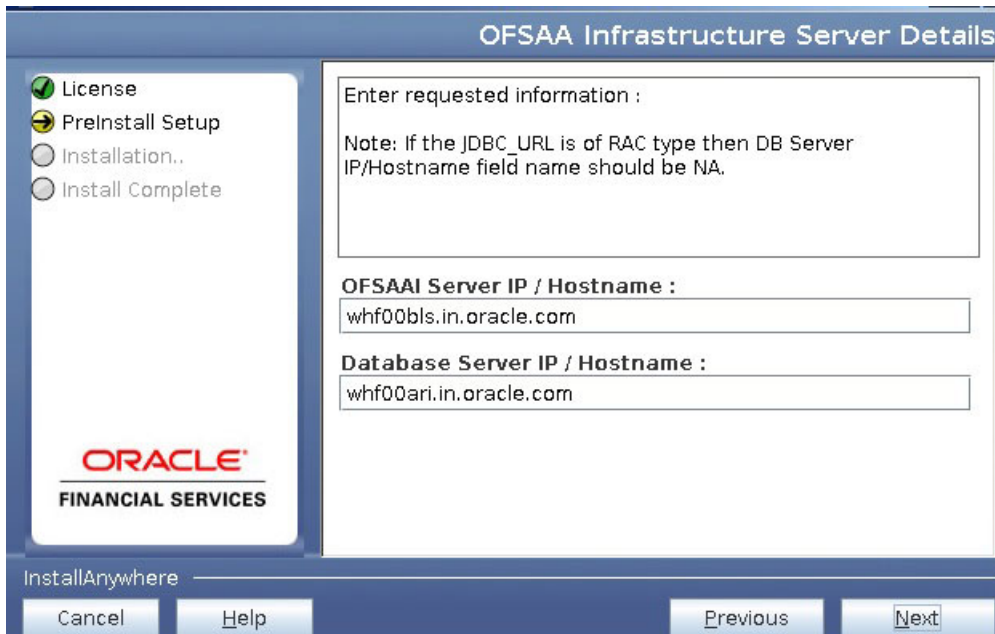 OFSAA Infrastructure Server Details
License
PreInstall Setup
Installation..
Install Complete
ORACLE
FINANCIAL SERVICES
Enter requested information :
Note: If the JDBC_URL is of RAC type then DB Server
IP/Hostname field name should be NA.
OFSAAI Server IP / Hostname :
whf00bls.in.oracle.com
Database Server IP / Hostname :
whf00ari.in.oracle.com
InstallAnywhere
Cancel
Help
Previous
Next